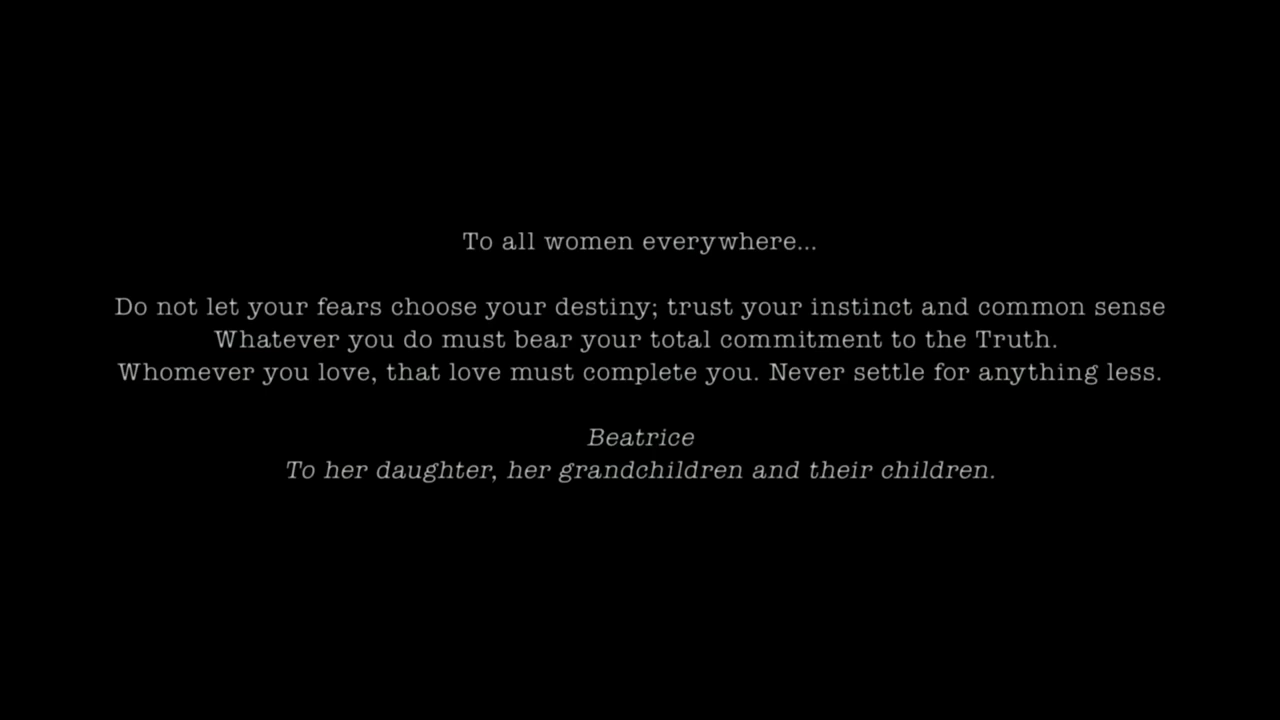 To all women everywhere...
Do not let your fears choose your destiny; trust your instinct and common sense
Whatever you do must bear your total commitment to the Truth.
Whomever you love, that love must complete you. Never settle for anything less.
Beatrice
To her daughter, her grandchildren and their children.